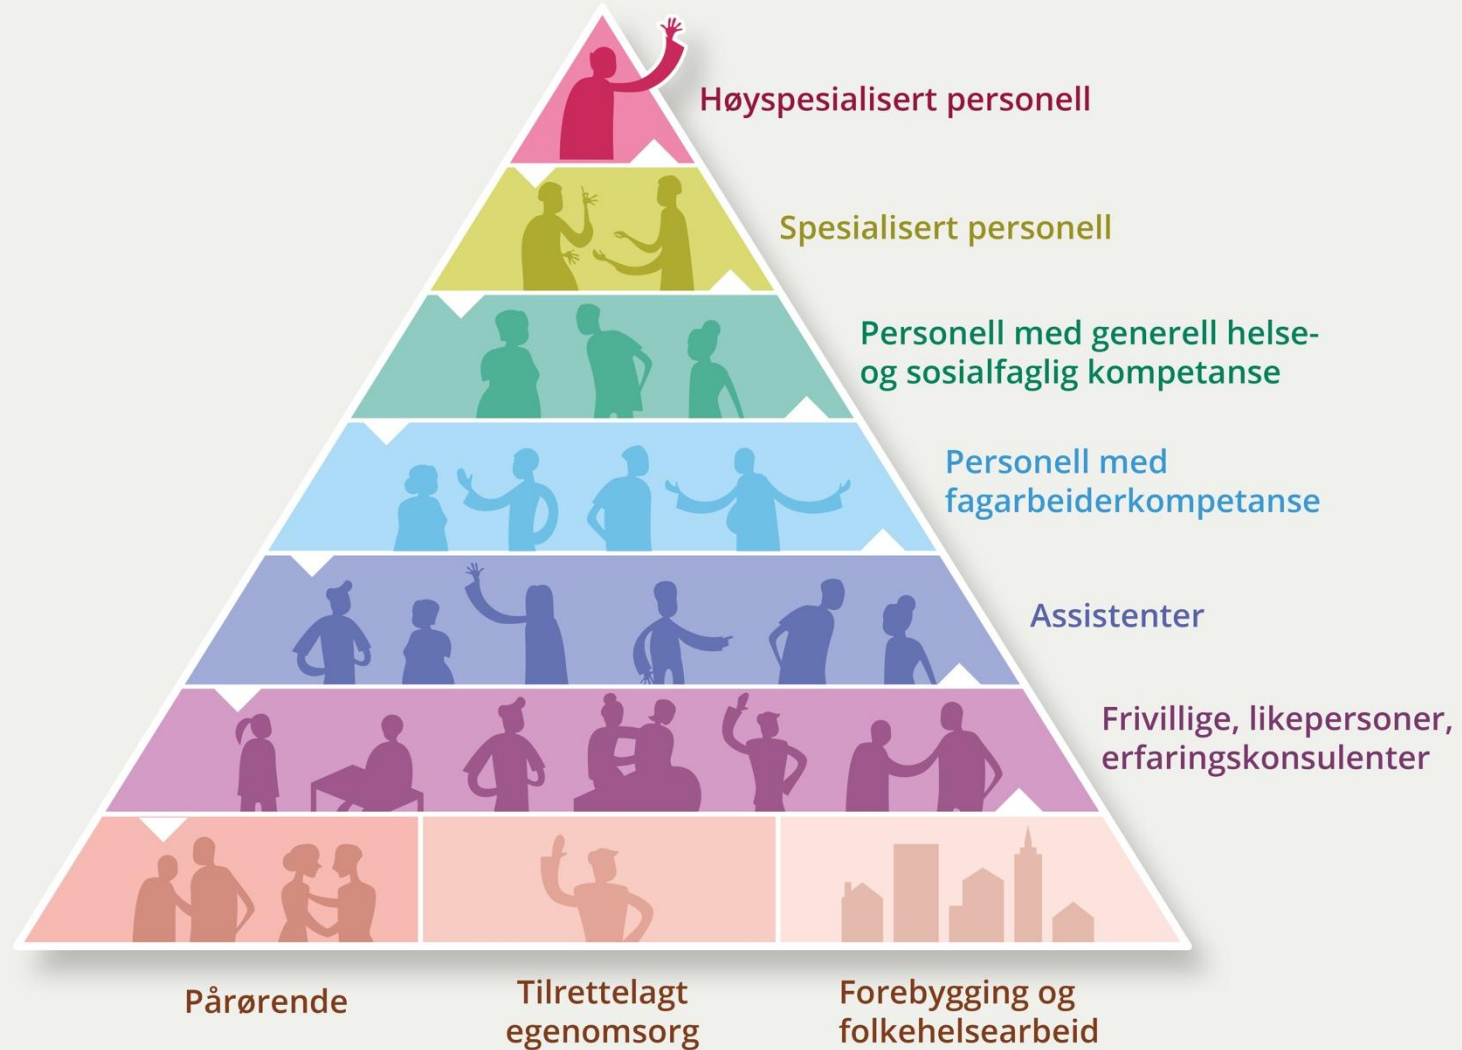 Høyspesialisert personell
Spesialisert personell
Personell med generell helse-
og sosialfaglig kompetanse
Personell med
fagarbeiderkompetanse
Assistenter
Frivillige, likepersoner,
erfaringskonsulenter
Pårørende
Tilrettelagt
egenomsorg
Forebygging og
folkehelsearbeid